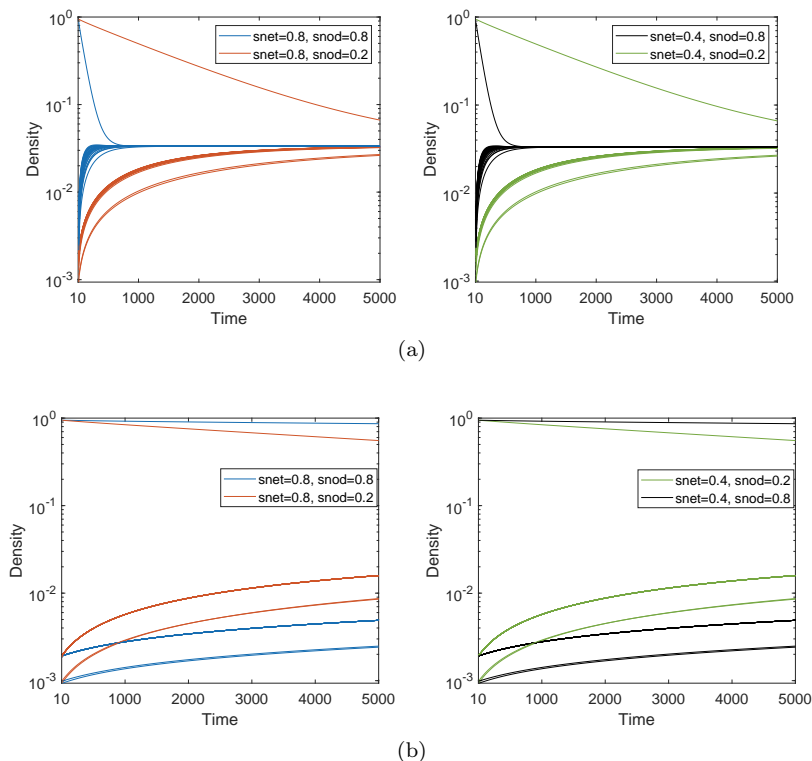 10^0
10^-1
10^-2
10^-3
Density
10 1000 2000 3000 4000 5000
Time
snet=0.8, snod=0.8
snet=0.8, snod=0.2
10^0
10^-1
10^-2
10^-3
Density
10 1000 2000 3000 4000 5000
Time
snet=0.4, snod=0.8
snet=0.4, snod=0.2
(a)
10^0
10^-1
10^-2
10^-3
Density
10 1000 2000 3000 4000 5000
Time
snet=0.8, snod=0.8
snet=0.8, snod=0.2
10^0
10^-1
10^-2
10^-3
Density
10 1000 2000 3000 4000 5000
Time
snet=0.4, snod=0.2
snet=0.4, snod=0.8
(b)